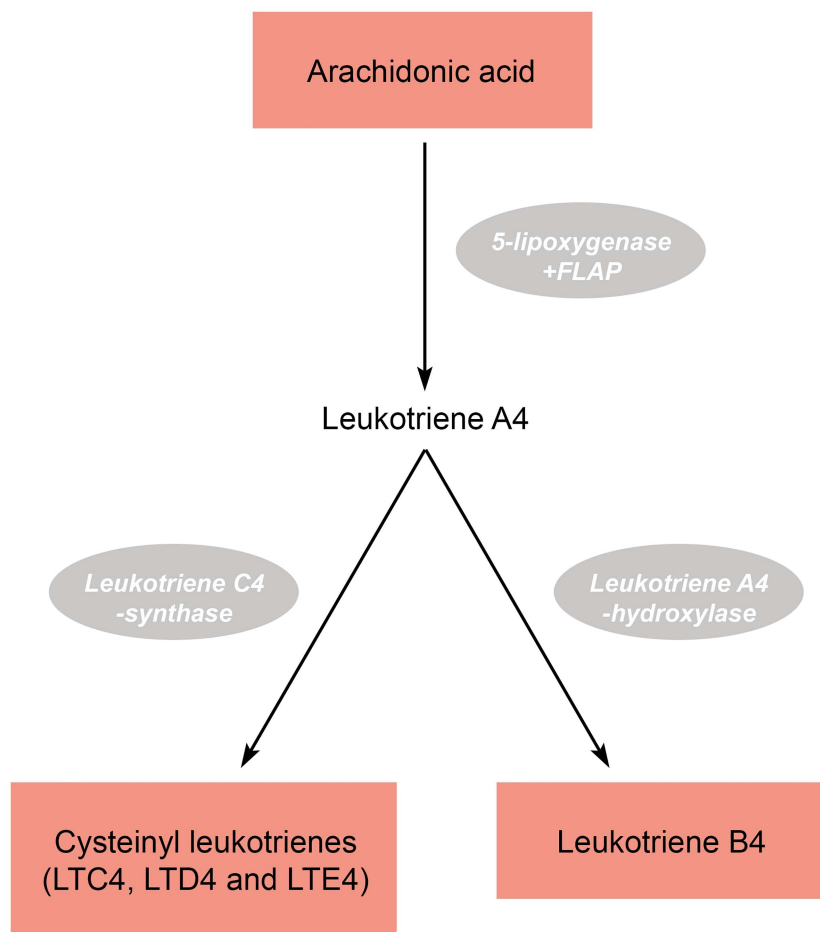 Arachidonic acid
5-lipoxygenase
+FLAP
Leukotriene A4
Leukotriene C4
-synthase
Leukotriene A4
-hydroxylase
Cysteinyl leukotrienes
(LTC4, LTD4 and LTE4)
Leukotriene B4